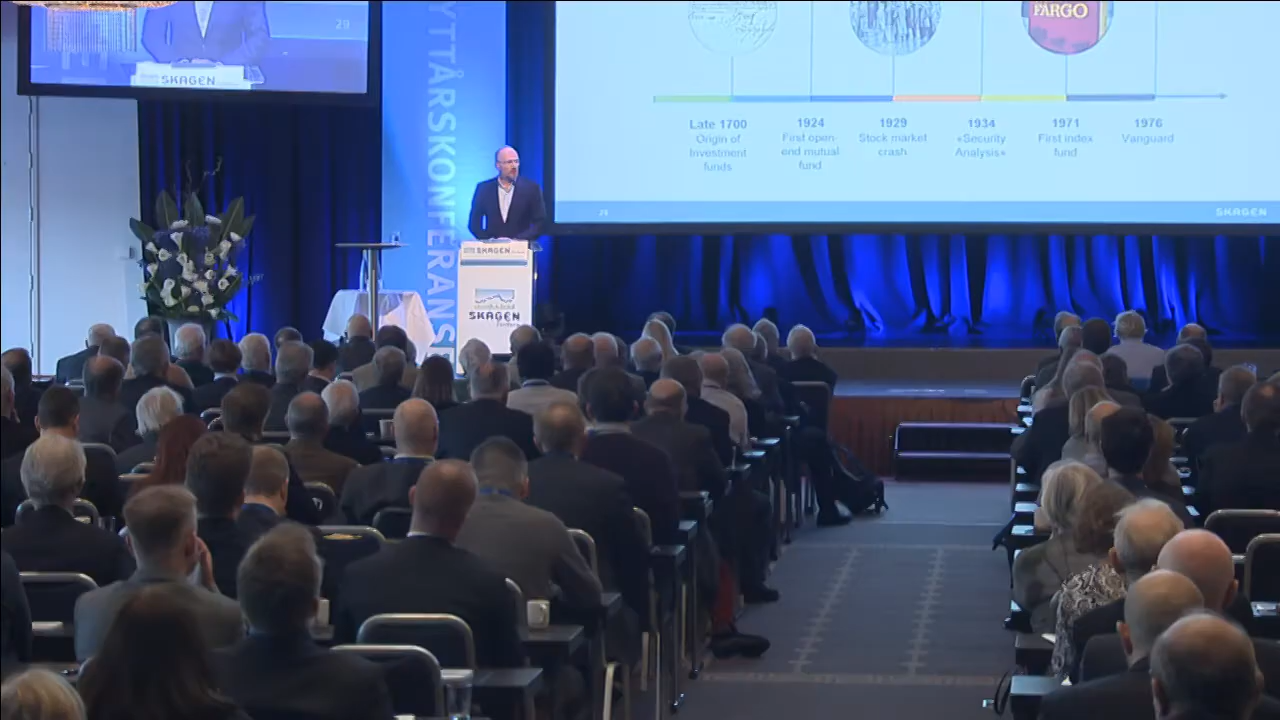 29
SKAGEN
YTTÅRSKONFERANS
FARGO
Late 1700
Origin of
Investment
funds
1924
First open-
end mutual
fund
1929
Stock market
crash
1934
«Security
Analysis»
1971
First index
fund
1976
Vanguard
SKAGEN
SKAGEN
SKAGEN